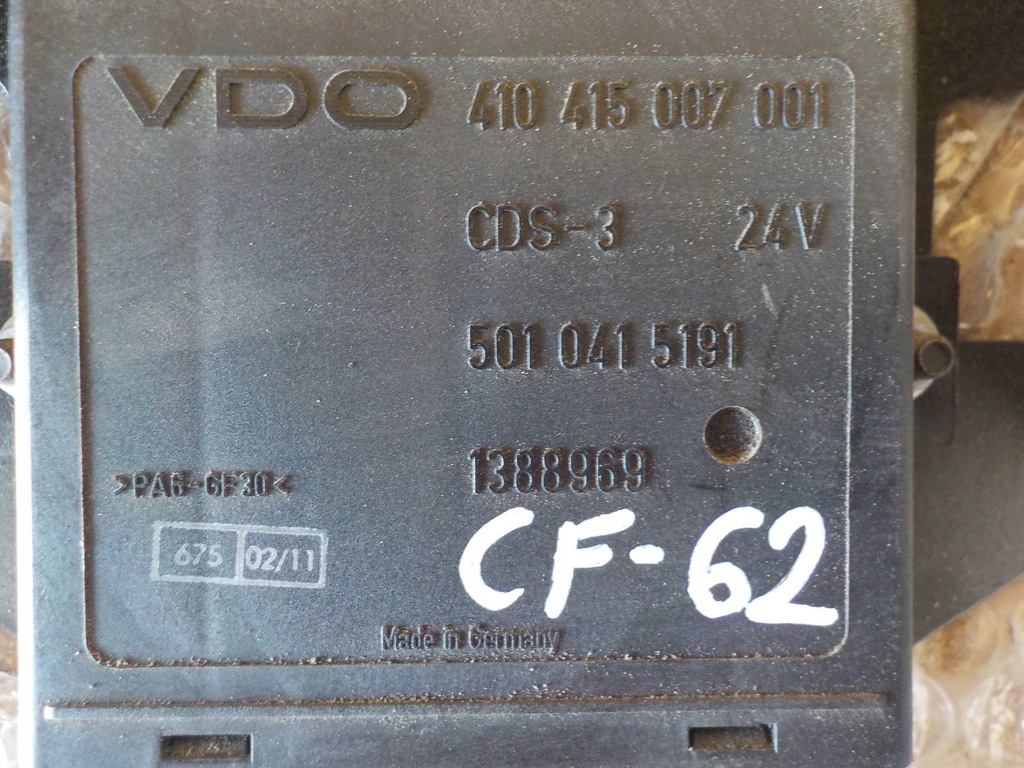 VDO 410 415 007 001
CDS-3 24V
501 041 5191
1388969
>PA6-GF30<
CF-62
675 02/11
Made in Germany